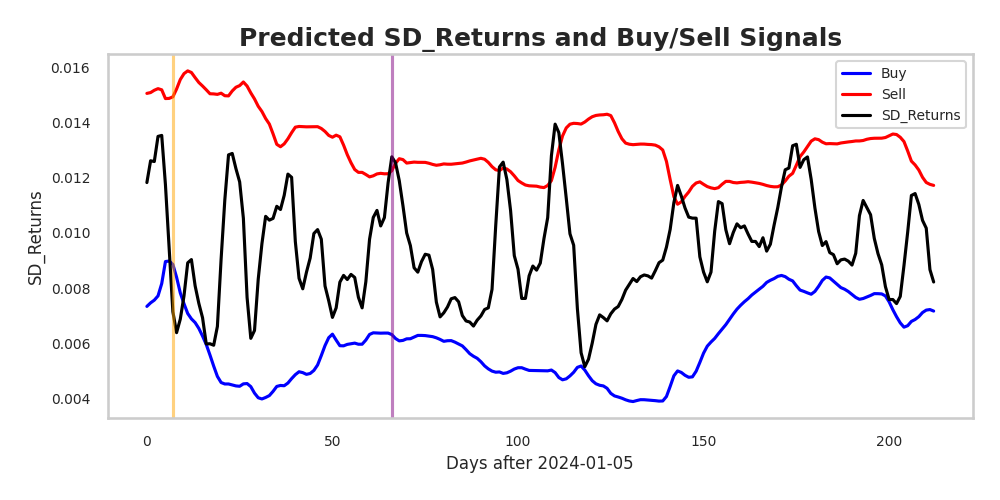 Predicted SD_Returns and Buy/Sell Signals
SD_Returns
0.016
0.014
0.012
0.010
0.008
0.006
0.004
Buy
Sell
SD_Returns
0
50
100
150
200
Days after 2024-01-05